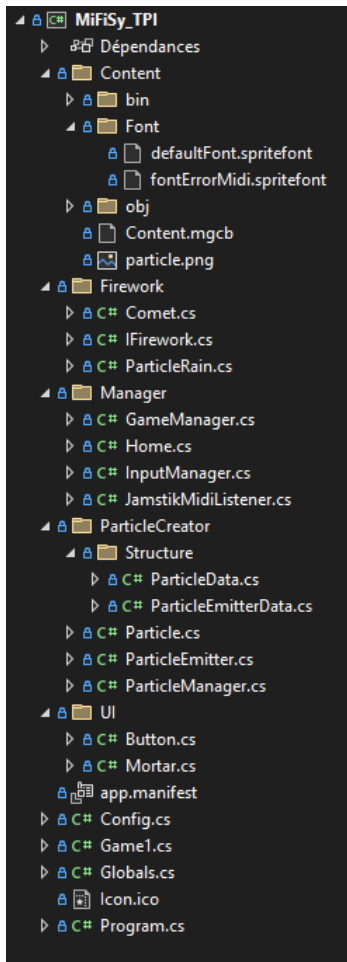 C# MiFiSy_TPI
Dépendances
Content
bin
Font
defaultFont.spritefont
fontErrorMidi.spritefont
obj
Content.mgcb
particle.png
Firework
C# Comet.cs
C# IFirework.cs
C# ParticleRain.cs
Manager
C# GameManager.cs
C# Home.cs
C# InputManager.cs
C# JamstikMidiListener.cs
ParticleCreator
Structure
C# ParticleData.cs
C# ParticleEmitterData.cs
C# Particle.cs
C# ParticleEmitter.cs
C# ParticleManager.cs
UI
C# Button.cs
C# Mortar.cs
app.manifest
C# Config.cs
C# Game1.cs
C# Globals.cs
Icon.ico
C# Program.cs